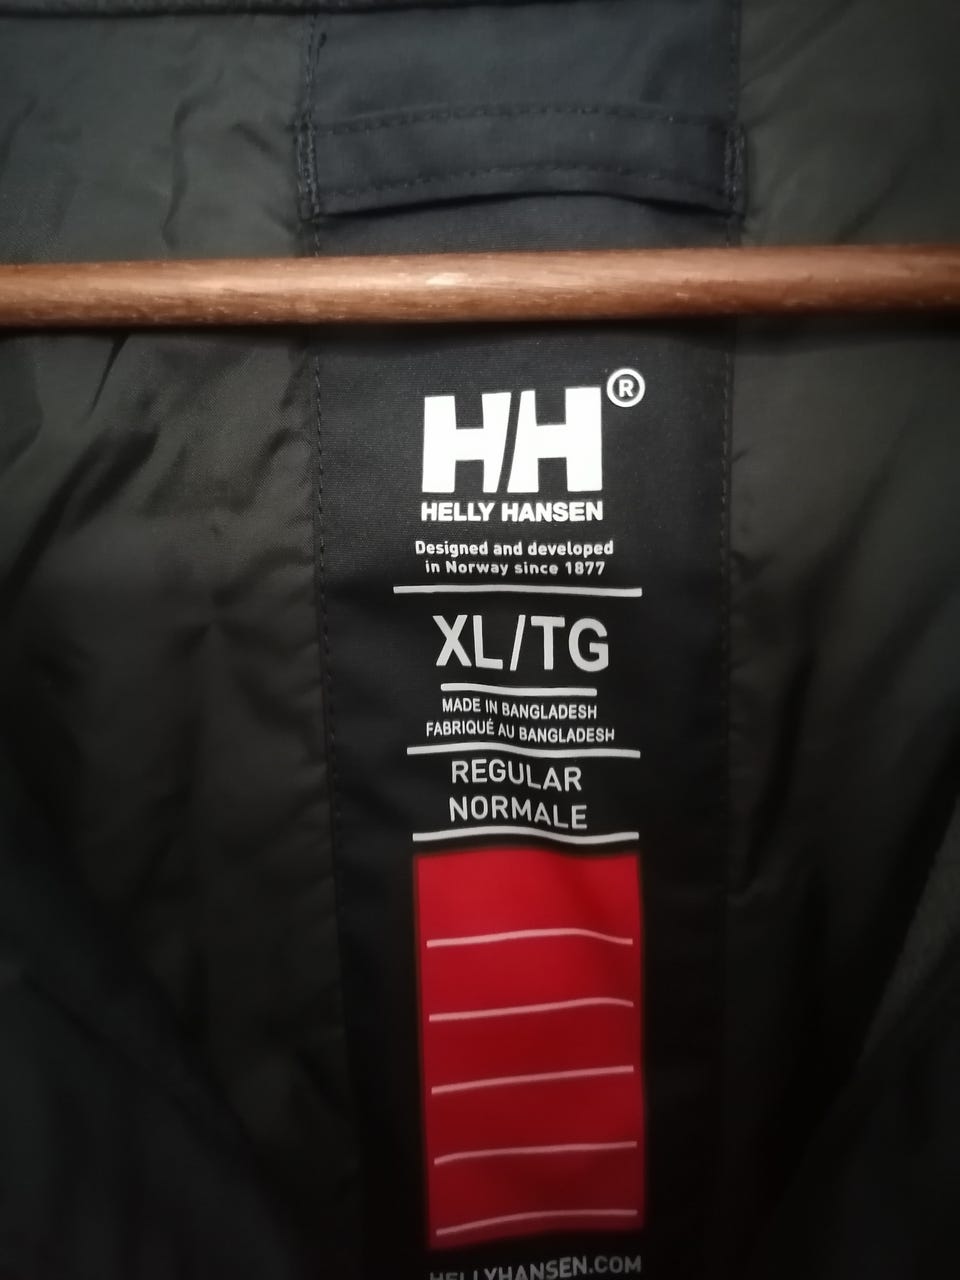 HH®
HELLY HANSEN
Designed and developed
in Norway since 1877
XL/TG
MADE IN BANGLADESH
FABRIQUÉ AU BANGLADESH
REGULAR
NORMALE
HELLYHANSEN.COM